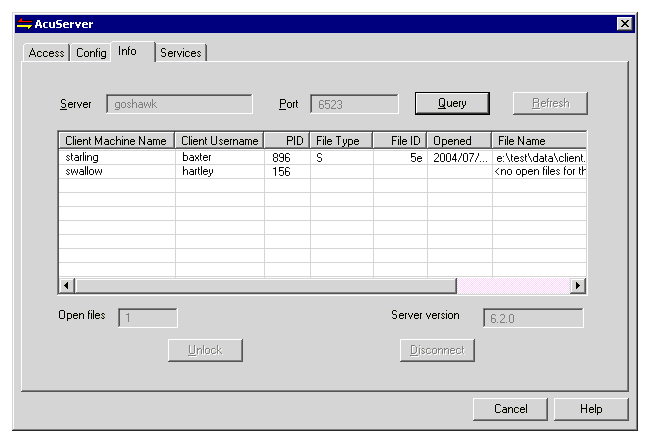 AcuServer
Access Config Info Services
Server goshawk Port 6523 Query Refresh
Client Machine Name Client Username PID File Type File ID Opened File Name
starling baxter 896 S 5e 2004/07/... e:\test\data\client.
swallow hartley 156 <no open files for th
Open files 1 Server version 6.2.0
Unlock Disconnect
Cancel Help